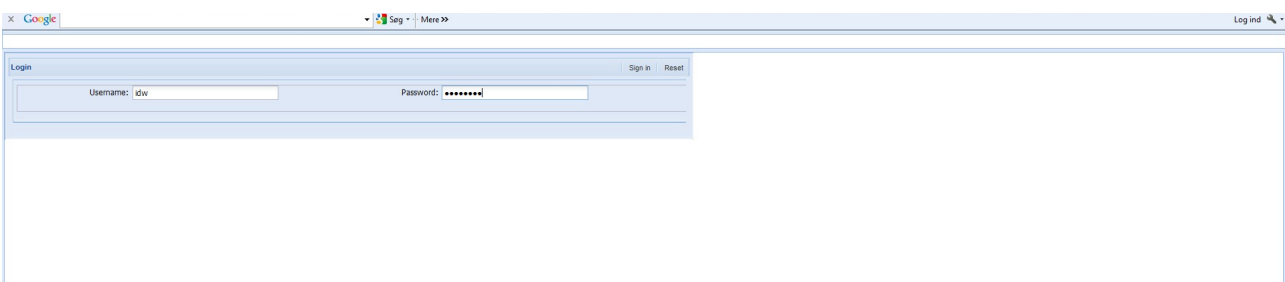 × Google Søg Mere >> Log ind
Login Sign in Reset
Username: idw Password: ••••••••